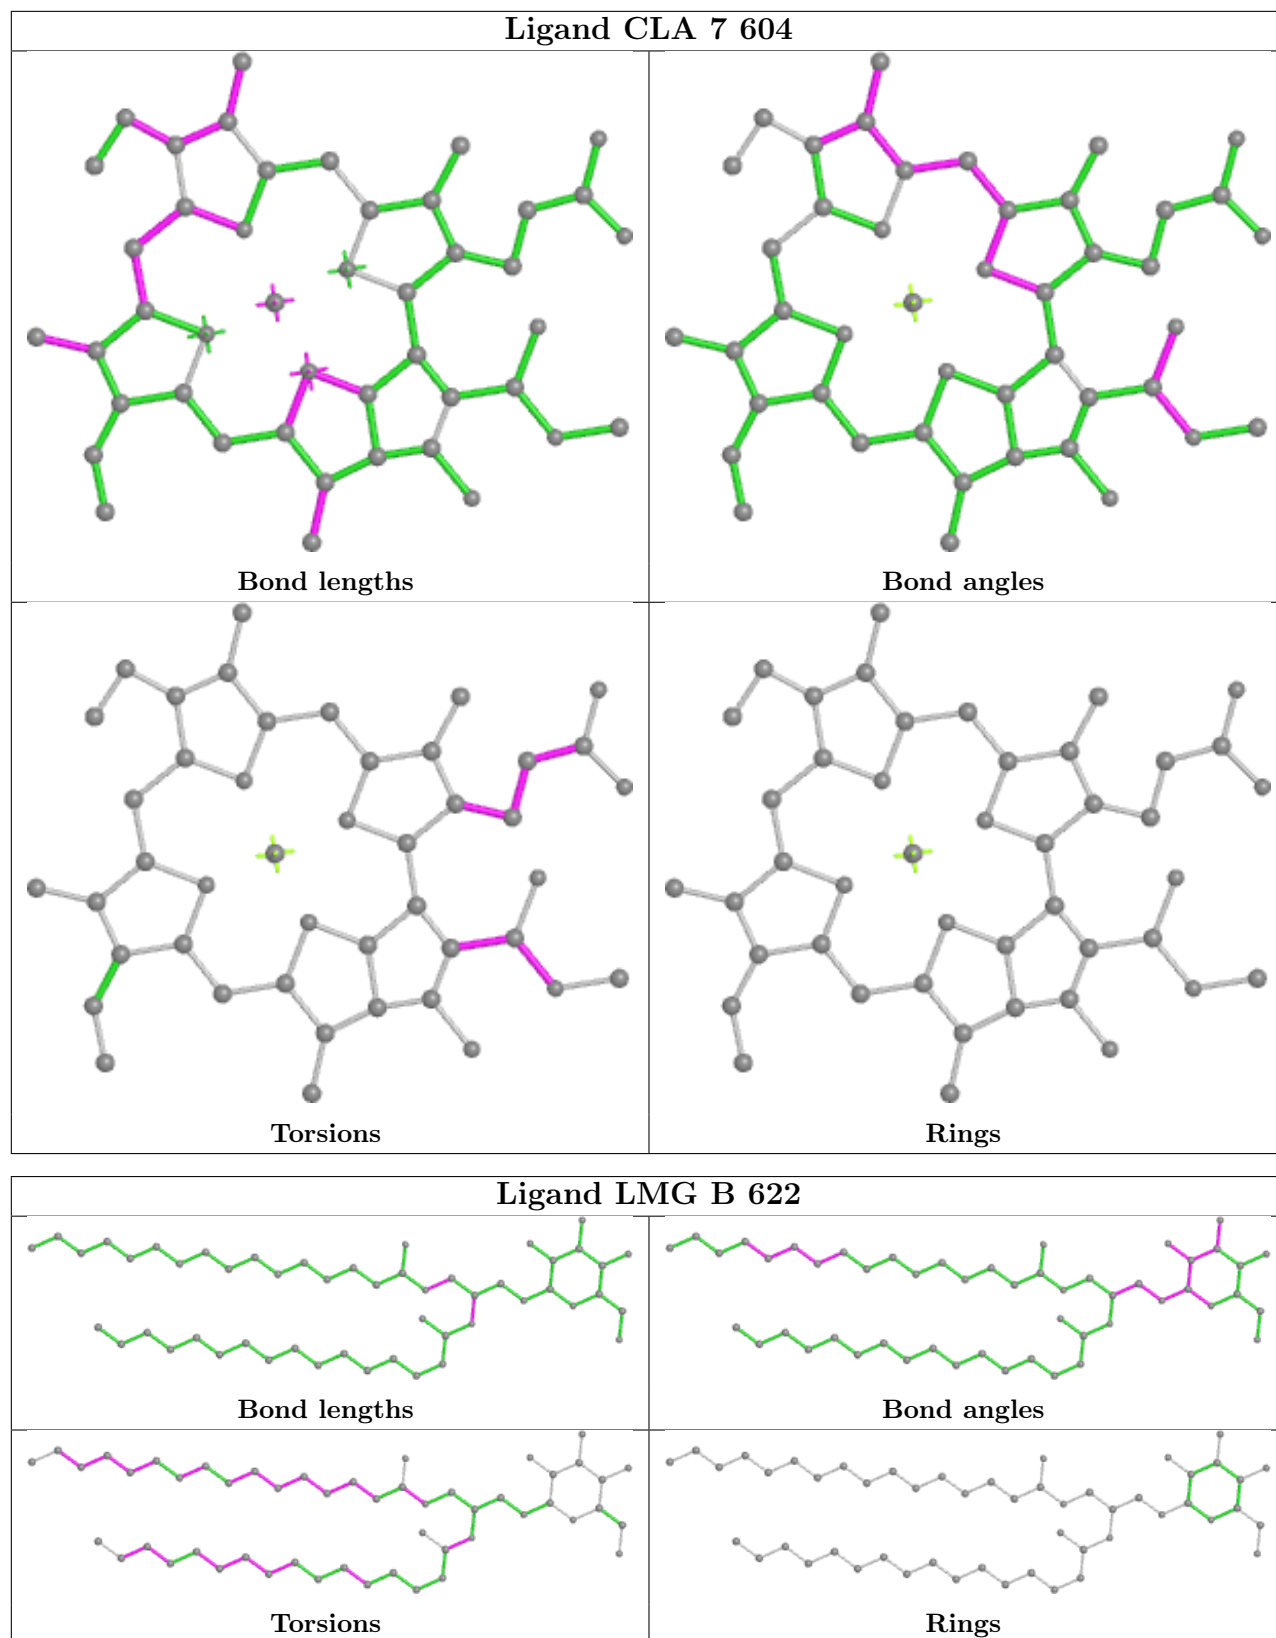 Ligand CLA 7 604
Bond lengths
Bond angles
Torsions
Rings
Ligand LMG B 622
Bond lengths
Bond angles
Torsions
Rings